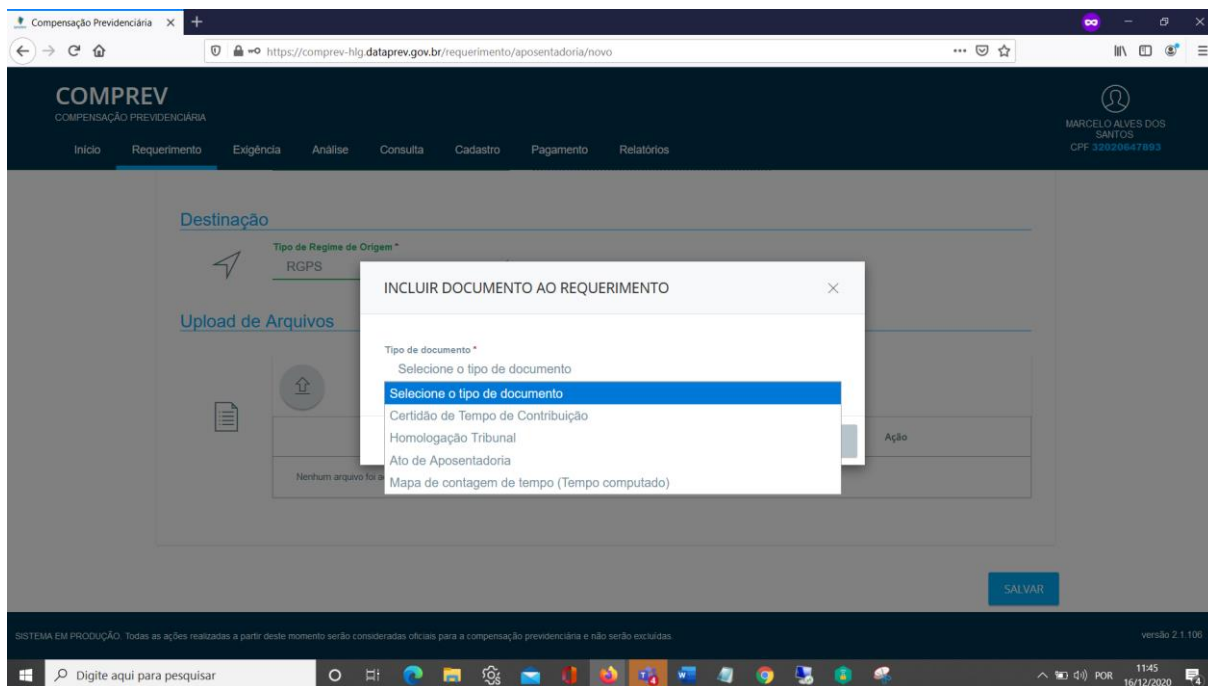 Compensação Previdenciária
https://comprev-hlg.dataprev.gov.br/requerimento/aposentadoria/novo
COMPREV
COMPENSAÇÃO PREVIDENCIÁRIA
MARCELO ALVES DOS
SANTOS
CPF 32020647893
Início Requerimento Exigência Análise Consulta Cadastro Pagamento Relatórios
Destinação
Tipo de Regime de Origem *
RGPS
INCLUIR DOCUMENTO AO REQUERIMENTO
Upload de Arquivos
Tipo de documento *
Selecione o tipo de documento
Selecione o tipo de documento
Certidão de Tempo de Contribuição
Homologação Tribunal
Ação
Ato de Aposentadoria
Nenhum arquivo foi a
Mapa de contagem de tempo (Tempo computado)
SALVAR
SISTEMA EM PRODUÇÃO. Todas as ações realizadas a partir deste momento serão consideradas oficiais para a compensação previdenciária e não serão excluídas.
versão 2.1.106
Digite aqui para pesquisar
POR
11:45
16/12/2020